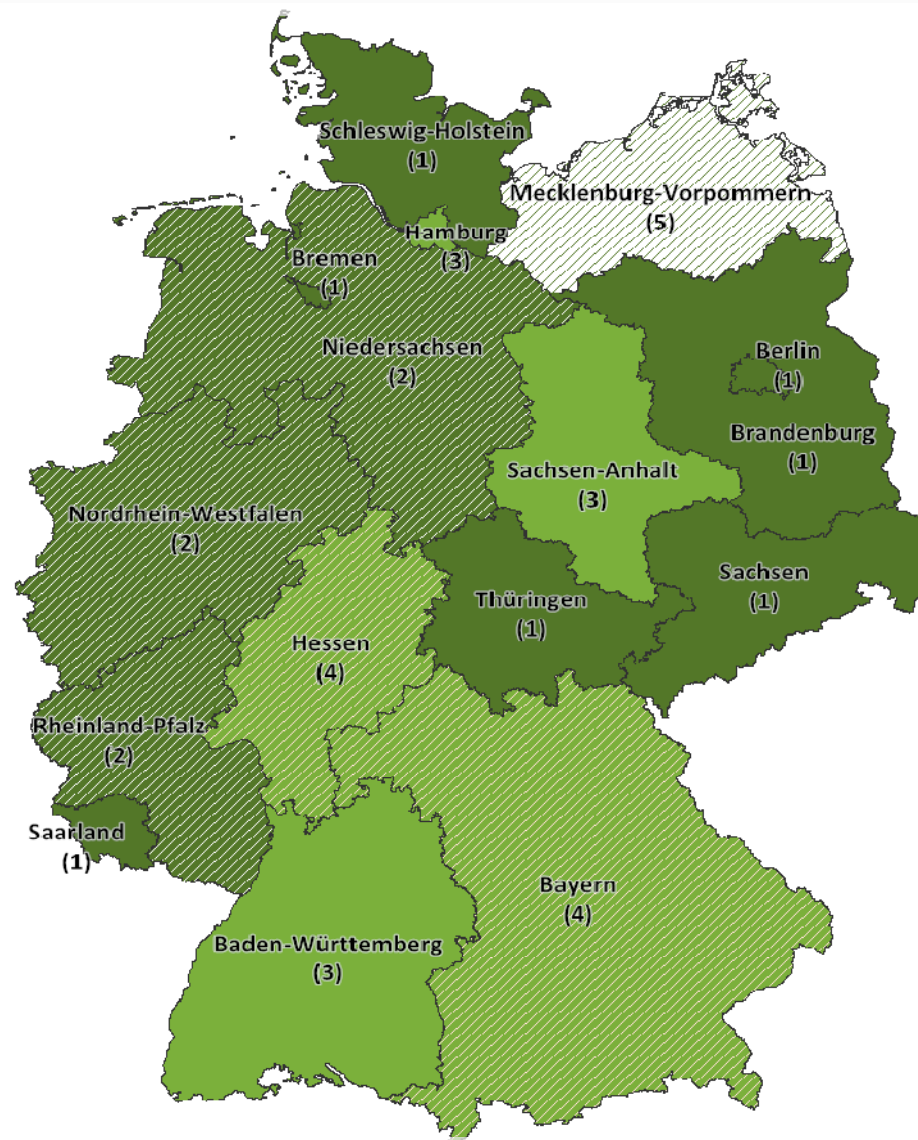 Schleswig-Holstein
(1)
Mecklenburg-Vorpommern
(5)
Hamburg
(3)
Bremen
(1)
Niedersachsen
(2)
Berlin
(1)
Brandenburg
(1)
Sachsen-Anhalt
(3)
Nordrhein-Westfalen
(2)
Sachsen
(1)
Thüringen
(1)
Hessen
(4)
Rheinland-Pfalz
(2)
Saarland
(1)
Bayern
(4)
Baden-Württemberg
(3)